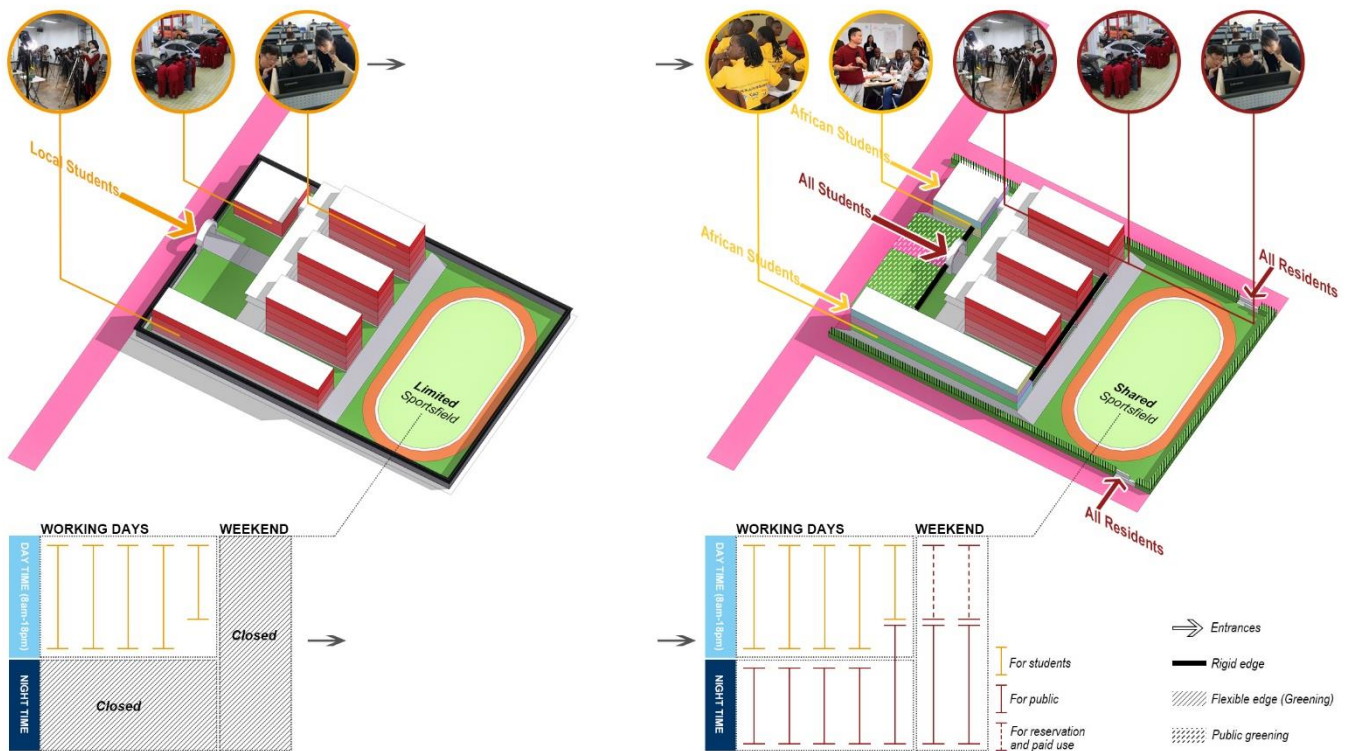 Local Students
Limited
Sportsfield
WORKING DAYS
WEEKEND
DAY TIME (8am-18pm)
Closed
NIGHT TIME
Closed
African Students
All Students
African Students
All Residents
Shared
Sportsfield
All Residents
WORKING DAYS
WEEKEND
DAY TIME (8am-18pm)
NIGHT TIME
For students
For public
For reservation
and paid use
Entrances
Rigid edge
Flexible edge (Greening)
Public greening